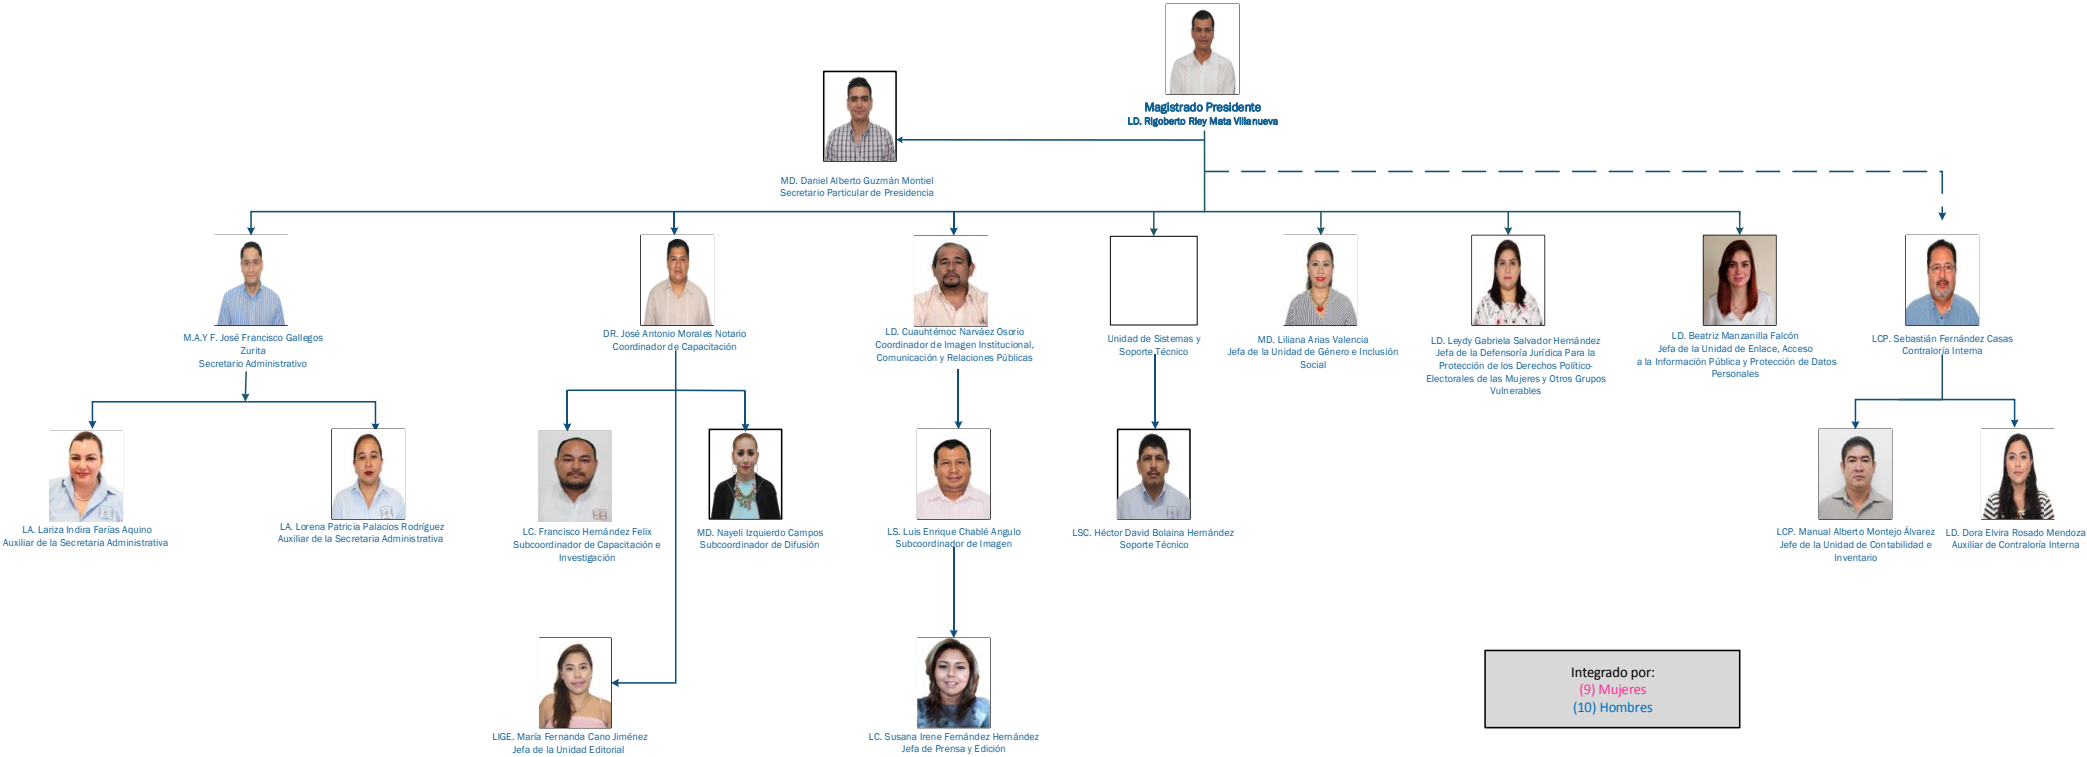 Magistrado Presidente
LD. Rigoberto Riey Mata Villanueva
MD. Daniel Alberto Guzmán Montiel
Secretario Particular de Presidencia
M.A.Y F. José Francisco Gallegos
Zurita
Secretario Administrativo
DR. José Antonio Morales Notario
Coordinador de Capacitación
LD. Cuauhtémoc Narváez Osorio
Coordinador de Imagen Institucional,
Comunicación y Relaciones Públicas
Unidad de Sistemas y
Soporte Técnico
MD. Liliana Arias Valencia
Jefa de la Unidad de Género e Inclusión
Social
LD. Leydy Gabriela Salvador Hernández
Jefa de la Defensoría Jurídica Para la
Protección de los Derechos Político-
Electorales de las Mujeres y Otros Grupos
Vulnerables
LD. Beatriz Manzanilla Falcón
Jefa de la Unidad de Enlace, Acceso
a la Información Pública y Protección de Datos
Personales
LCP. Sebastián Fernández Casas
Contraloría Interna
LA. Lariza Indira Farías Aquino
Auxiliar de la Secretaria Administrativa
LA. Lorena Patricia Palacios Rodríguez
Auxiliar de la Secretaria Administrativa
LC. Francisco Hernández Felix
Subcoordinador de Capacitación e
Investigación
MD. Nayeli Izquierdo Campos
Subcoordinador de Difusión
LS. Luis Enrique Chablé Angulo
Subcoordinador de Imagen
LSC. Héctor David Bolaina Hernández
Soporte Técnico
LCP. Manual Alberto Montejo Álvarez
Jefe de la Unidad de Contabilidad e
Inventario
LD. Dora Elvira Rosado Mendoza
Auxiliar de Contraloría Interna
LIGE. María Fernanda Cano Jiménez
Jefa de la Unidad Editorial
LC. Susana Irene Fernández Hernández
Jefa de Prensa y Edición
Integrado por:
(9) Mujeres
(10) Hombres